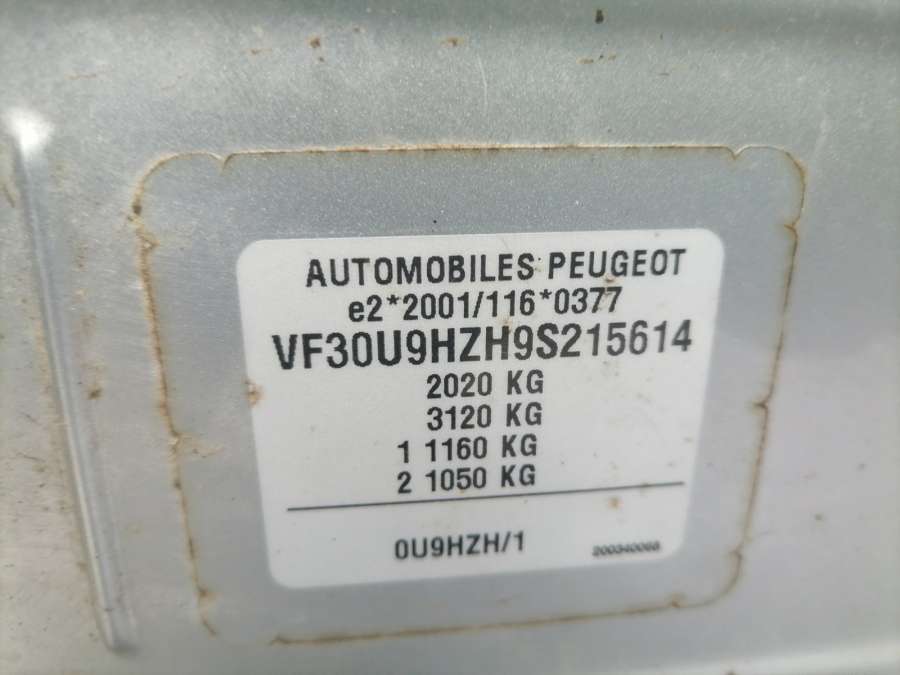 AUTOMOBILES PEUGEOT
e2*2001/116*0377
VF30U9HZH9S215614
2020 KG
3120 KG
1 1160 KG
2 1050 KG
0U9HZH/1